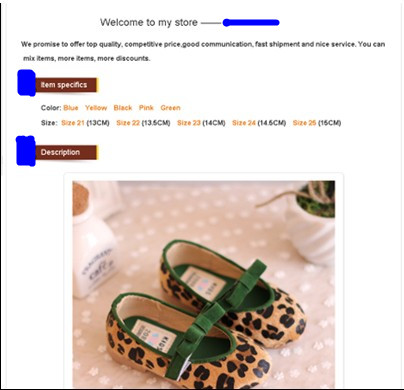 Welcome to my store ——
We promise to offer top quality, competitive price,good communication, fast shipment and nice service. You can
mix items, more items, more discounts.
Item specifics
Color: Blue Yellow Black Pink Green
Size: Size 21 (13CM) Size 22 (13.5CM) Size 23 (14CM) Size 24 (14.5CM) Size 25 (15CM)
Description